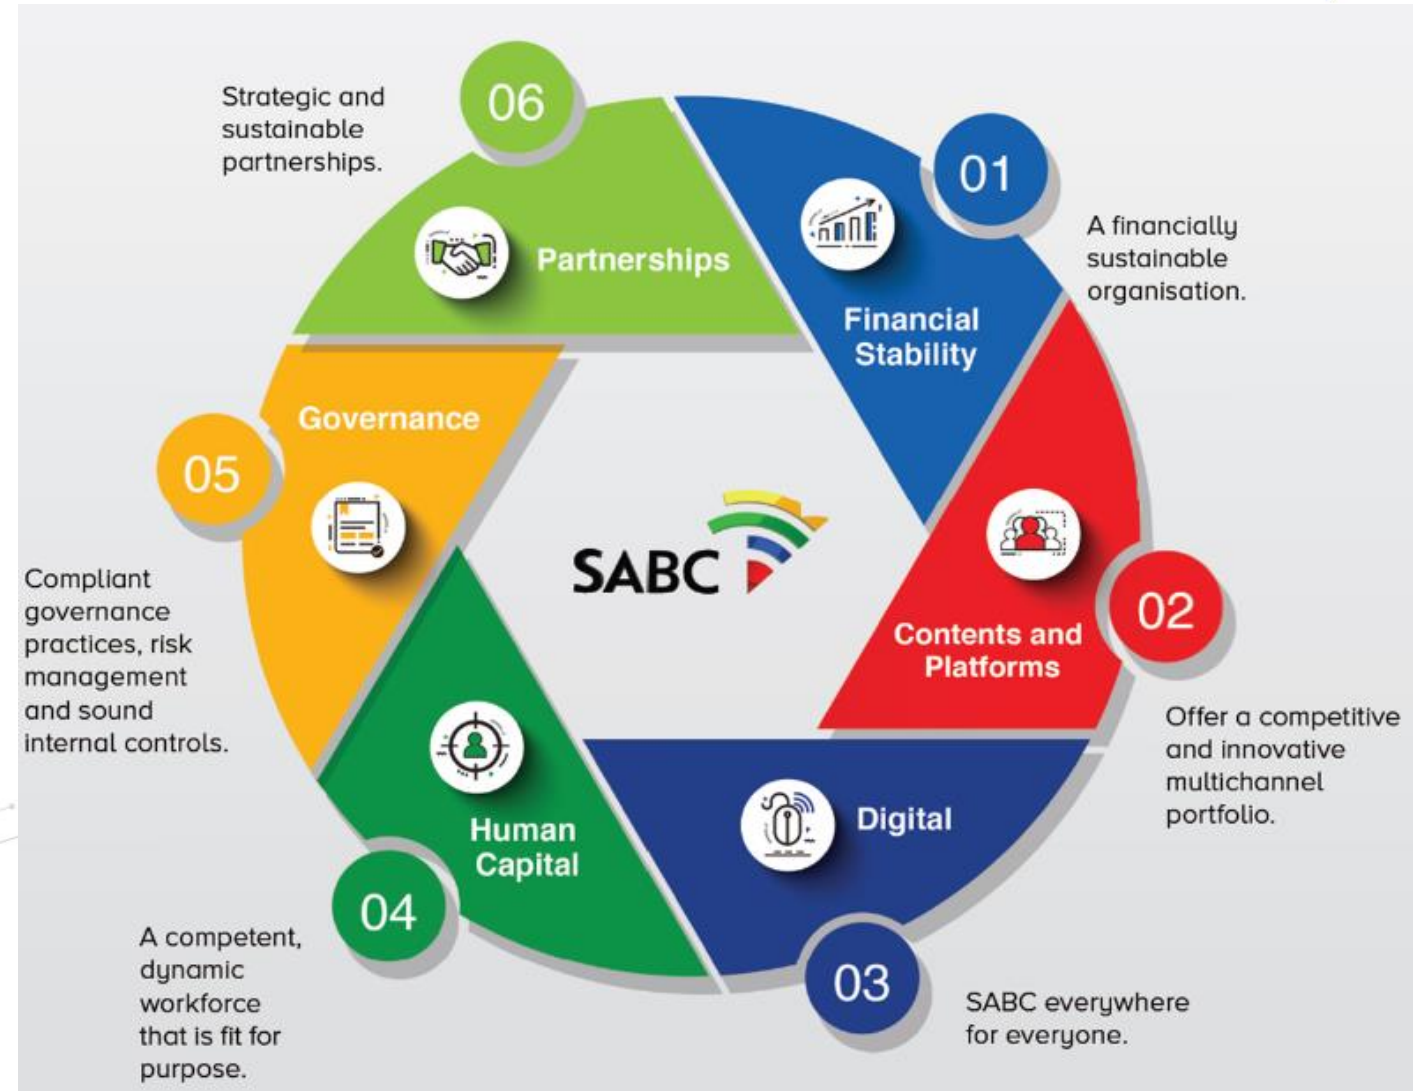 06
Strategic and
sustainable
partnerships.
Partnerships
01
A financially
sustainable
organisation.
Financial
Stability
02
Contents and
Platforms
Offer a competitive
and innovative
multichannel
portfolio.
03
Digital
SABC everywhere
for everyone.
04
Human
Capital
A competent,
dynamic
workforce
that is fit for
purpose.
05
Governance
Compliant
governance
practices, risk
management
and sound
internal controls.
SABC